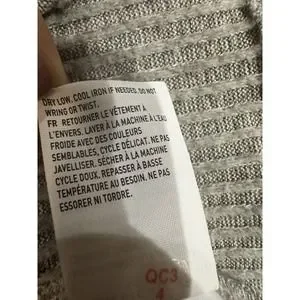 DRY LOW. COOL IRON IF NEEDED. DO NOT
WRING OR TWIST.
FR RETOURNER LE VÊTEMENT À
L'ENVERS. LAVER À LA MACHINE À L'EAU
FROIDE AVEC DES COULEURS
SEMBLABLES, CYCLE DÉLICAT. NE PAS
JAVELLISER. SÉCHER À LA MACHINE
CYCLE DOUX. REPASSER À BASSE
TEMPÉRATURE AU BESOIN. NE PAS
ESSORER NI TORDRE.
QC3
4